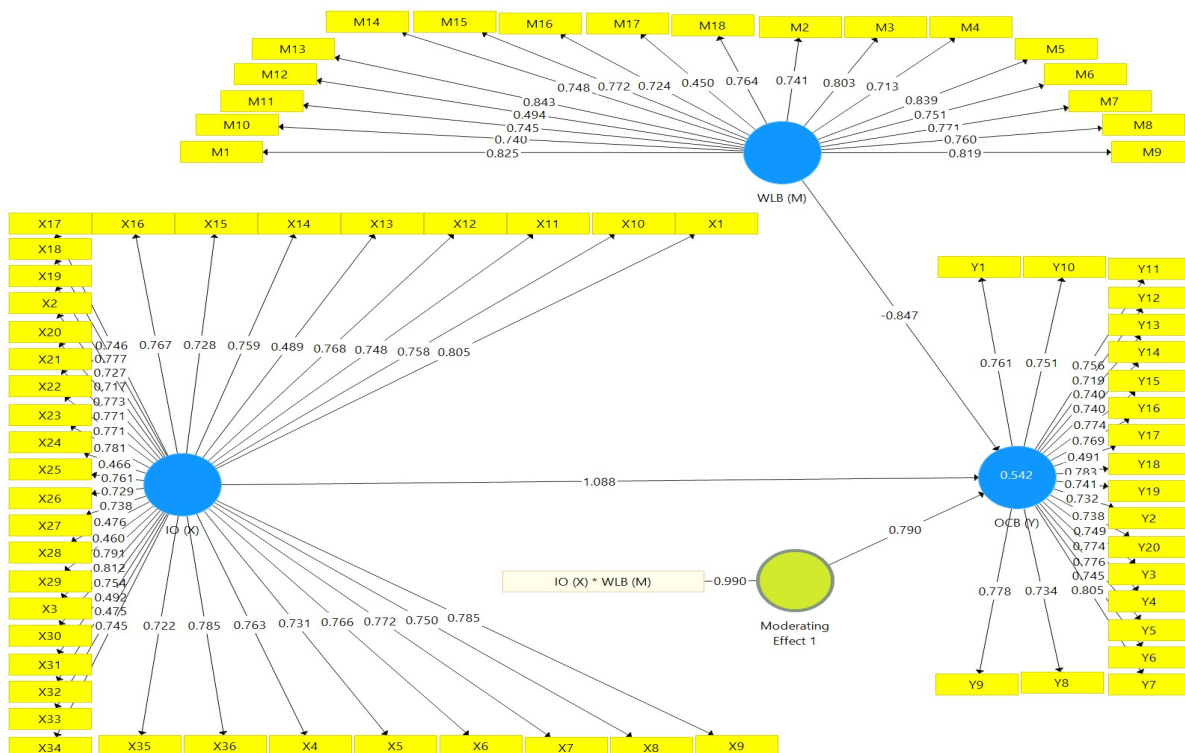 M14
M15
M16
M17
M18
M2
M3
M4
M13
M5
M12
M6
M11
M7
M10
M8
M1
M9
0.748
0.772
0.724
0.450
0.764
0.741
0.803
0.713
0.843
0.839
0.494
0.751
0.745
0.771
0.740
0.760
0.825
0.819
WLB (M)
X17
X16
X15
X14
X13
X12
X11
X10
X1
X18
X19
X2
X20
X21
X22
X23
X24
X25
X26
X27
X28
X29
X3
X30
X31
X32
X33
X34
0.746
0.767
0.728
0.759
0.489
0.768
0.748
0.758
0.805
0.777
0.727
0.717
0.773
0.771
0.771
0.781
0.466
0.761
0.729
0.738
0.476
0.460
0.791
0.812
0.754
0.492
0.475
0.745
0.722
0.785
0.763
0.731
0.766
0.772
0.750
0.785
IO (X)
X35
X36
X4
X5
X6
X7
X8
X9
-0.847
1.088
0.790
IO (X) * WLB (M)
0.990
Moderating
Effect 1
Y1
Y10
Y11
Y12
Y13
Y14
Y15
Y16
Y17
Y18
Y19
Y2
Y20
Y3
Y4
Y5
Y6
Y7
0.761
0.751
0.756
0.719
0.740
0.740
0.774
0.769
0.491
0.783
0.741
0.732
0.738
0.749
0.774
0.776
0.745
0.805
0.542
OCB (Y)
0.778
0.734
Y9
Y8